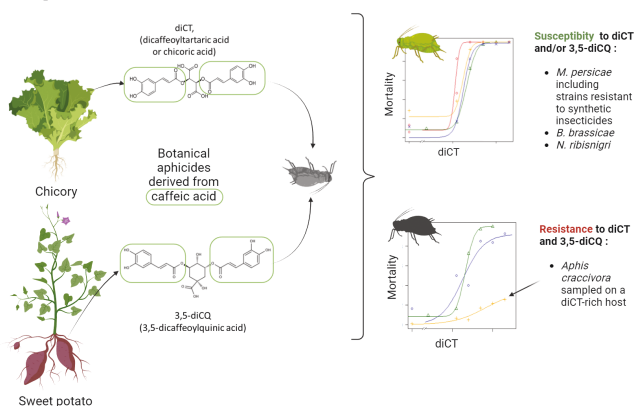 diCT,
(dicaffeoyltartaric acid
or chicoric acid)
Chicory
Botanical
aphicides
derived from
caffeic acid
3,5-diCQ
(3,5-dicaffeoylquinic acid)
Sweet potato
Mortality
diCT
Susceptibity to diCT
and/or 3,5-diCQ :
• M. persicae
including
strains resistant
to synthetic
insecticides
• B. brassicae
• N. ribisnigri
Mortality
diCT
Resistance to diCT
and 3,5-diCQ :
• Aphis
craccivora
sampled on a
diCT-rich host